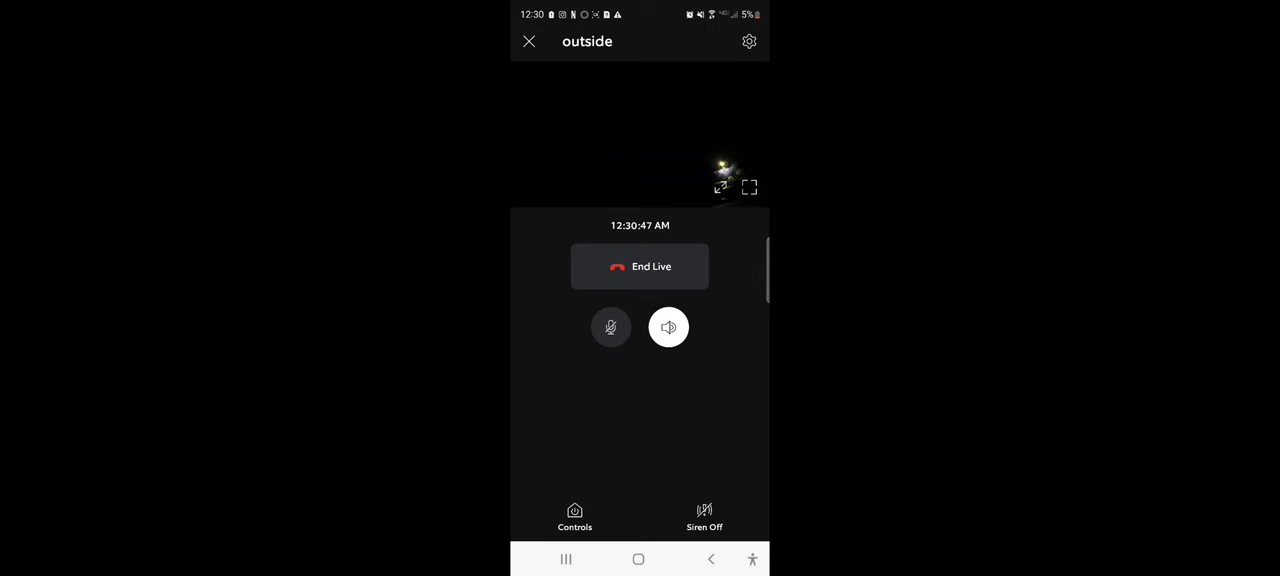 12:30 5%
outside
12:30:47 AM
End Live
Controls Siren Off